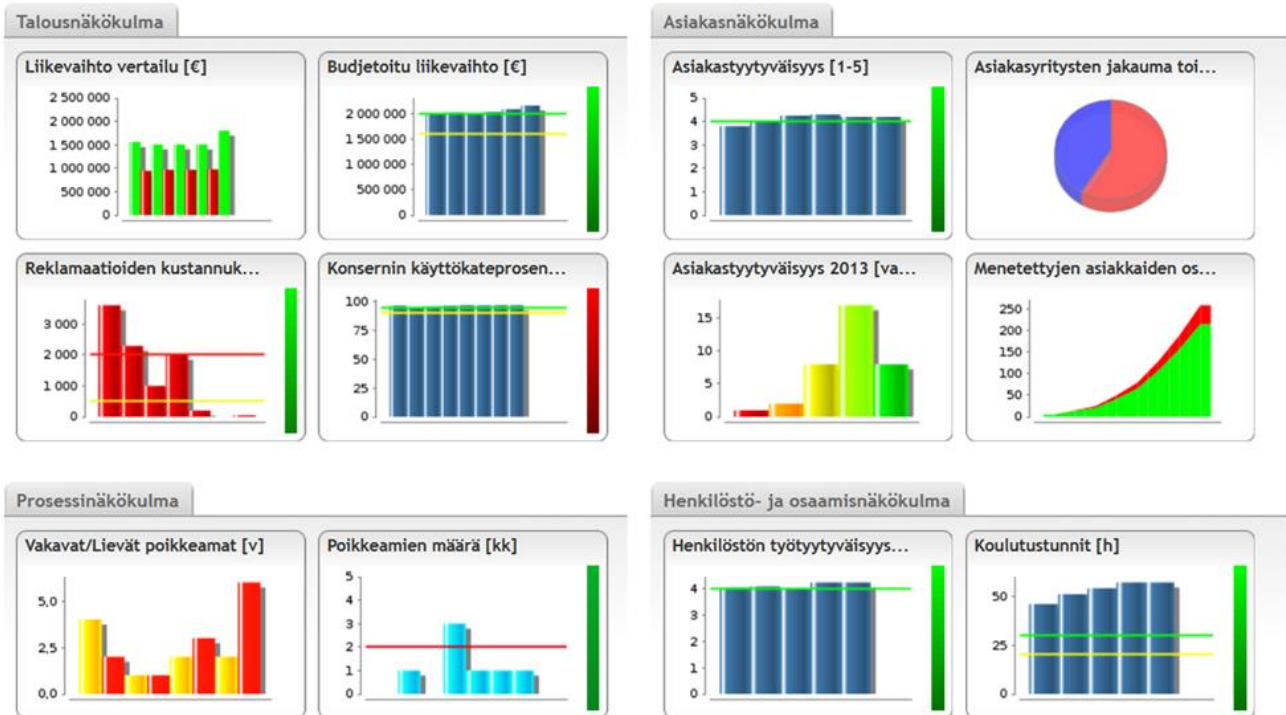 Talousnäkökulma
Liikevaihto vertailu [€]
2 500 000
2 000 000
1 500 000
1 000 000
500 000
0
Budjetoitu liikevaihto [€]
2 000 000
1 500 000
1 000 000
500 000
0
Reklamaatioiden kustannuk...
3 000
2 000
1 000
0
Konsernin käyttökateprosen...
100
75
50
25
0
Asiakasnäkökulma
Asiakastyytyväisyys [1-5]
5
4
3
2
1
0
Asiakasyritysten jakauma toi...
Asiakastyytyväisyys 2013 [va...
15
10
5
0
Menetettyjen asiakkaiden os...
250
200
150
100
50
0
Prosessinäkökulma
Vakavat/Lievät poikkeamat [v]
5,0
2,5
0,0
Poikkeamien määrä [kk]
5
4
3
2
1
0
Henkilöstö- ja osaamisnäkökulma
Henkilöstön työtyytyväisyys...
4
3
2
1
0
Koulutustunnit [h]
50
25
0